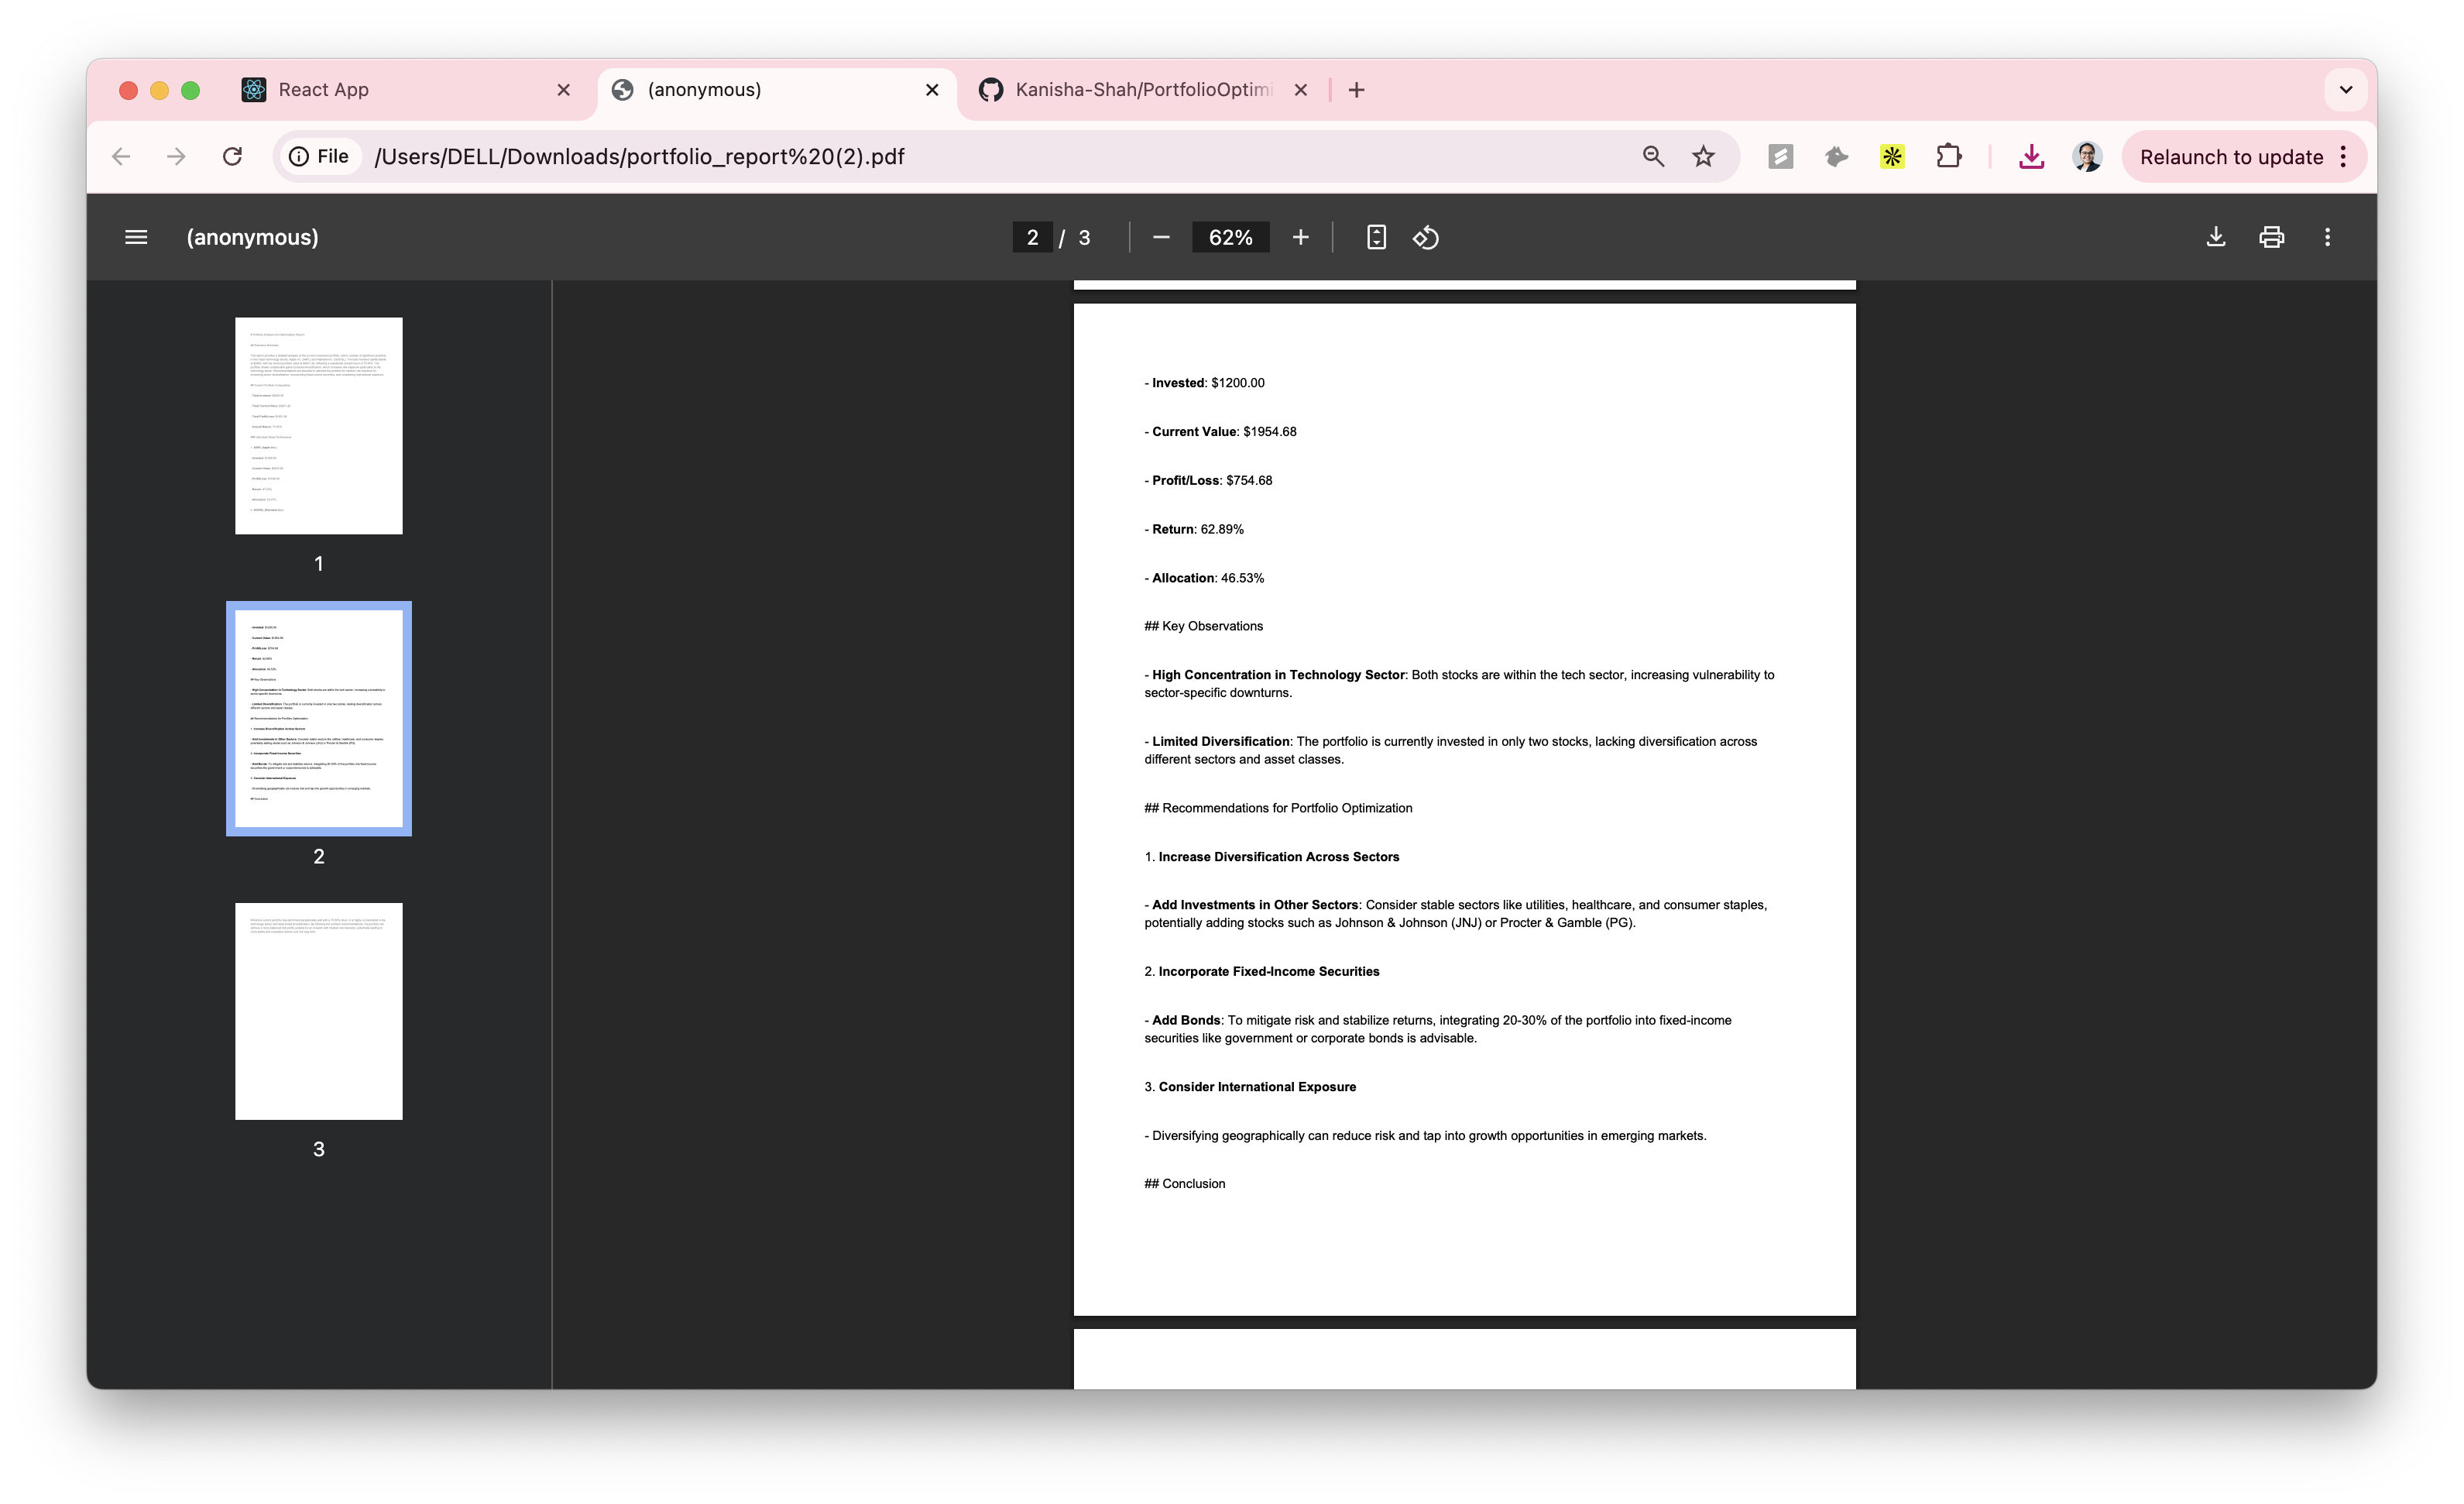 React App
(anonymous)
Kanisha-Shah/PortfolioOptimi
File
/Users/DELL/Downloads/portfolio_report%20(2).pdf
Relaunch to update
(anonymous)
2 / 3
62%
1
2
3
- Invested: $1200.00
- Current Value: $1954.68
- Profit/Loss: $754.68
- Return: 62.89%
- Allocation: 46.53%
## Key Observations
- High Concentration in Technology Sector: Both stocks are within the tech sector, increasing vulnerability to
sector-specific downturns.
- Limited Diversification: The portfolio is currently invested in only two stocks, lacking diversification across
different sectors and asset classes.
## Recommendations for Portfolio Optimization
1. Increase Diversification Across Sectors
- Add Investments in Other Sectors: Consider stable sectors like utilities, healthcare, and consumer staples,
potentially adding stocks such as Johnson & Johnson (JNJ) or Procter & Gamble (PG).
2. Incorporate Fixed-Income Securities
- Add Bonds: To mitigate risk and stabilize returns, integrating 20-30% of the portfolio into fixed-income
securities like government or corporate bonds is advisable.
3. Consider International Exposure
- Diversifying geographically can reduce risk and tap into growth opportunities in emerging markets.
## Conclusion